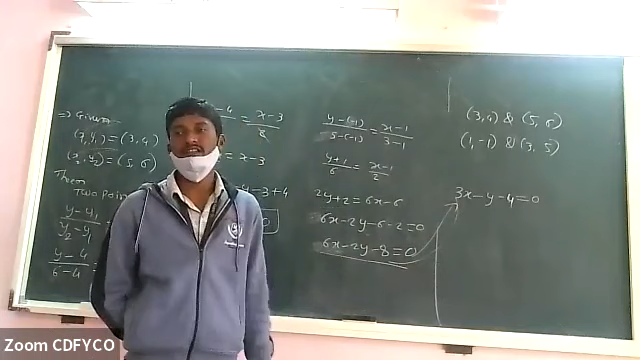 ⇒ Given
(x₁, y₁) = (3, 4)
(x₂, y₂) = (5, 6)
Then
Two Poin
y - y₁ / y₂ - y₁ =
y - 4 / 6 - 4 =
-4 = x - 3 / 2
= x - 3
-y - 3 + 4
y - (-1) / 5 - (-1) = x - 1 / 3 - 1
y + 1 / 6 = x - 1 / 2
2y + 2 = 6x - 6
6x - 2y - 6 - 2 = 0
6x - 2y - 8 = 0
(3, 4) & (5, 6)
(1, -1) & (3, 5)
3x - y - 4 = 0
Zoom CDFYCO